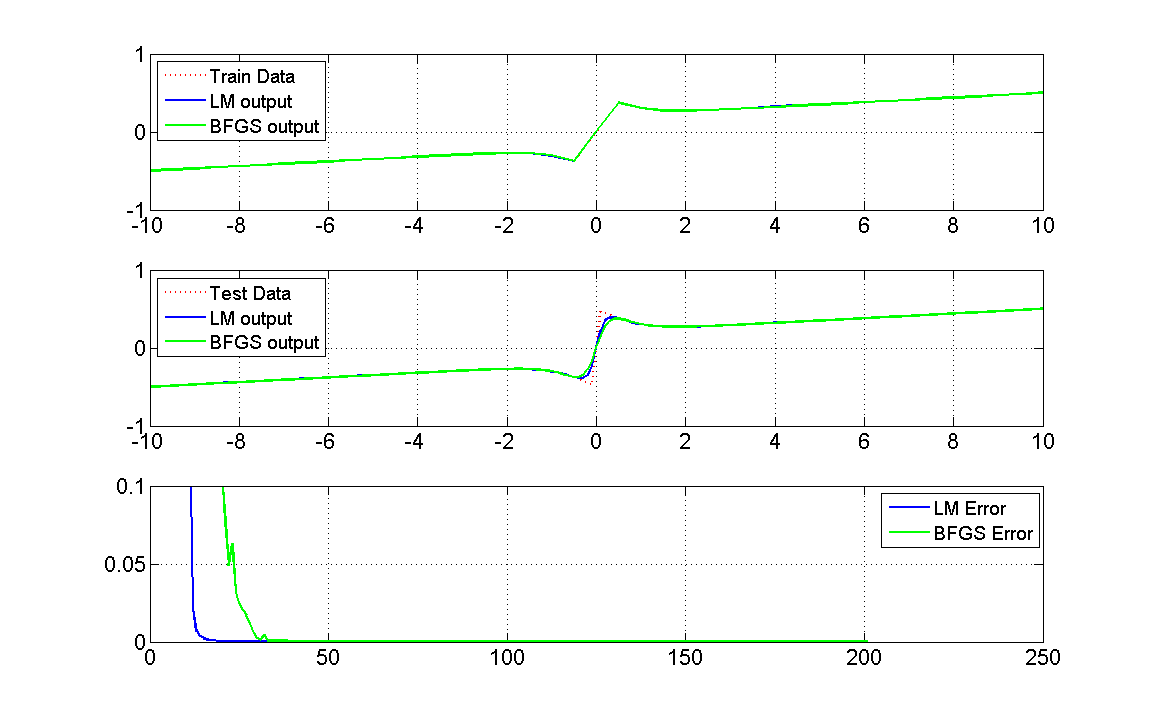 1
Train Data
LM output
BFGS output
0
-1
-10 -8 -6 -4 -2 0 2 4 6 8 10
1
Test Data
LM output
BFGS output
0
-1
-10 -8 -6 -4 -2 0 2 4 6 8 10
0.1
LM Error
BFGS Error
0.05
0
0 50 100 150 200 250